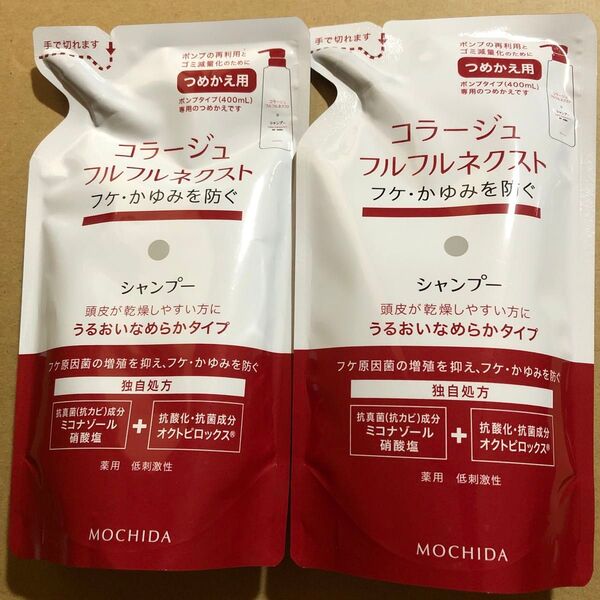 手で切れます
ポンプの再利用と
ゴミ減量化のために
つめかえ用
ポンプタイプ(400mL)
専用のつめかえです
コラージュ
フルフルネクスト
フケ・かゆみを防ぐ
シャンプー
頭皮が乾燥しやすい方に
うるおいなめらかタイプ
フケ原因菌の増殖を抑え、フケ・かゆみを防ぐ
独自処方
抗真菌(抗カビ)成分
ミコナゾール
硝酸塩
+
抗酸化・抗菌成分
オクトピロックス®
薬用 低刺激性
MOCHIDA
手で切れます
ポンプの再利用と
ゴミ減量化のために
つめかえ用
ポンプタイプ(400mL)
専用のつめかえです
コラージュ
フルフルネクスト
フケ・かゆみを防ぐ
シャンプー
頭皮が乾燥しやすい方に
うるおいなめらかタイプ
フケ原因菌の増殖を抑え、フケ・かゆみを防ぐ
独自処方
抗真菌(抗カビ)成分
ミコナゾール
硝酸塩
+
抗酸化・抗菌成分
オクトピロックス®
薬用 低刺激性
MOCHIDA